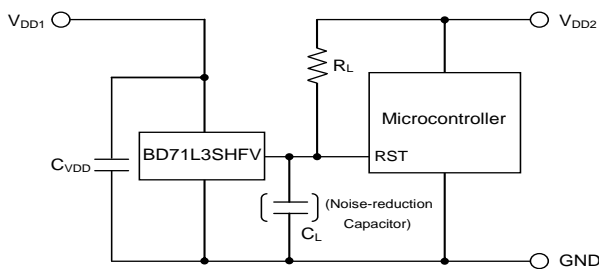 VDD1
VDD2
RL
Microcontroller
BD71L3SHFV
RST
CVDD
(Noise-reduction
Capacitor)
CL
GND